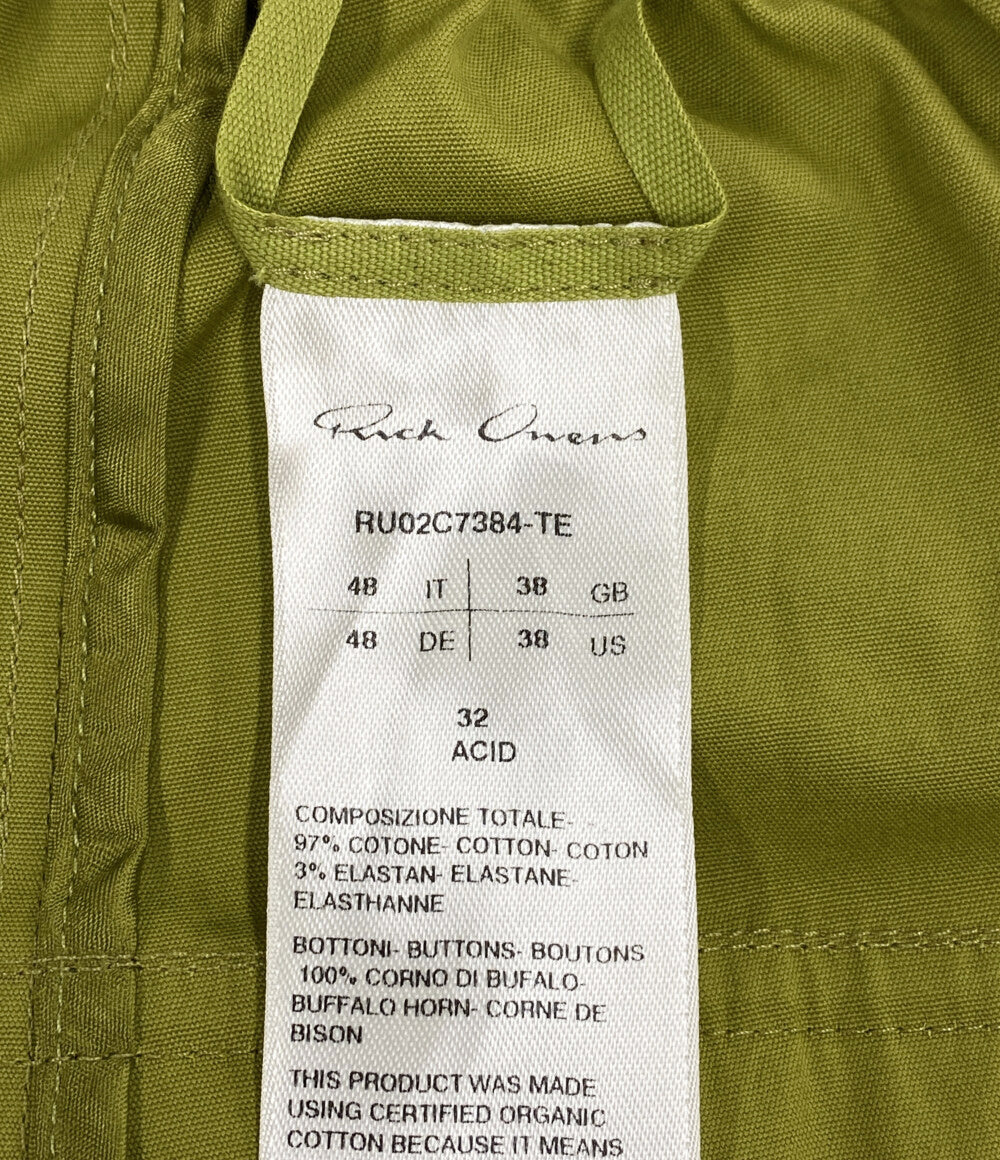 Rick Owens
RU02C7384-TE
48 IT 38 GB
48 DE 38 US
32
ACID
COMPOSIZIONE TOTALE-
97% COTONE- COTTON- COTON
3% ELASTAN- ELASTANE-
ELASTHANNE
BOTTONI- BUTTONS- BOUTONS
100% CORNO DI BUFALO-
BUFFALO HORN- CORNE DE
BISON
THIS PRODUCT WAS MADE
USING CERTIFIED ORGANIC
COTTON BECAUSE IT MEANS